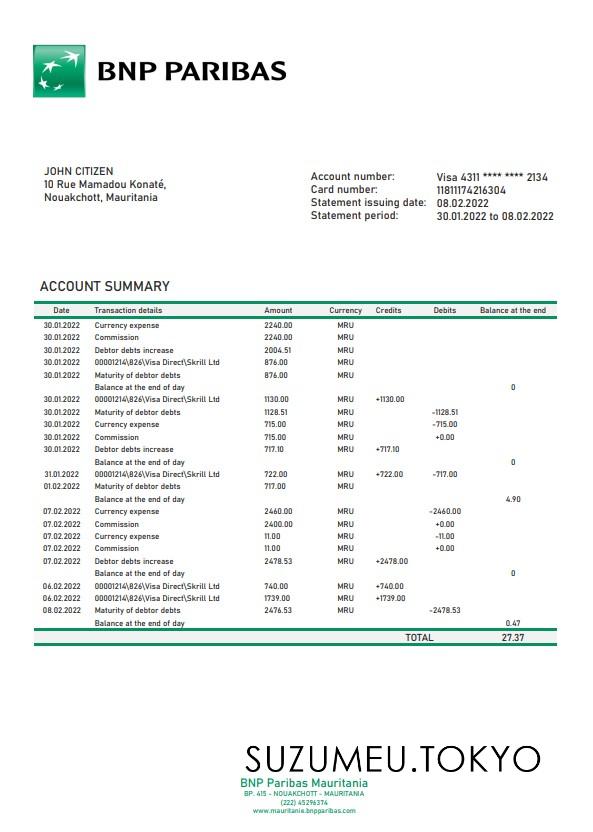 BNP PARIBAS
JOHN CITIZEN
10 Rue Mamadou Konaté,
Nouakchott, Mauritania
Account number: Visa 4311 **** **** 2134
Card number: 11811174216304
Statement issuing date: 08.02.2022
Statement period: 30.01.2022 to 08.02.2022
ACCOUNT SUMMARY
Date Transaction details Amount Currency Credits Debits Balance at the end
30.01.2022 Currency expense 2240.00 MRU
30.01.2022 Commission 2240.00 MRU
30.01.2022 Debtor debts increase 2004.51 MRU
30.01.2022 00001214\826\Visa Direct\Skrill Ltd 876.00 MRU
30.01.2022 Maturity of debtor debts 876.00 MRU
Balance at the end of day 0
30.01.2022 00001214\826\Visa Direct\Skrill Ltd 1130.00 MRU +1130.00
30.01.2022 Maturity of debtor debts 1128.51 MRU -1128.51
30.01.2022 Currency expense 715.00 MRU -715.00
30.01.2022 Commission 715.00 MRU +0.00
30.01.2022 Debtor debts increase 717.10 MRU +717.10
Balance at the end of day 0
31.01.2022 00001214\826\Visa Direct\Skrill Ltd 722.00 MRU +722.00 -717.00
01.02.2022 Maturity of debtor debts 717.00 MRU
Balance at the end of day 4.90
07.02.2022 Currency expense 2460.00 MRU -2460.00
07.02.2022 Commission 2400.00 MRU +0.00
07.02.2022 Currency expense 11.00 MRU -11.00
07.02.2022 Commission 11.00 MRU +0.00
07.02.2022 Debtor debts increase 2478.53 MRU +2478.00
Balance at the end of day 0
06.02.2022 00001214\826\Visa Direct\Skrill Ltd 740.00 MRU +740.00
06.02.2022 00001214\826\Visa Direct\Skrill Ltd 1739.00 MRU +1739.00
08.02.2022 Maturity of debtor debts 2476.53 MRU -2478.53
Balance at the end of day 0.47
TOTAL 27.37
SUZUMEU.TOKYO
BNP Paribas Mauritania
BP. 415 - NOUAKCHOTT - MAURITANIA
(222) 45296374
www.mauritanie.bnpparibas.com